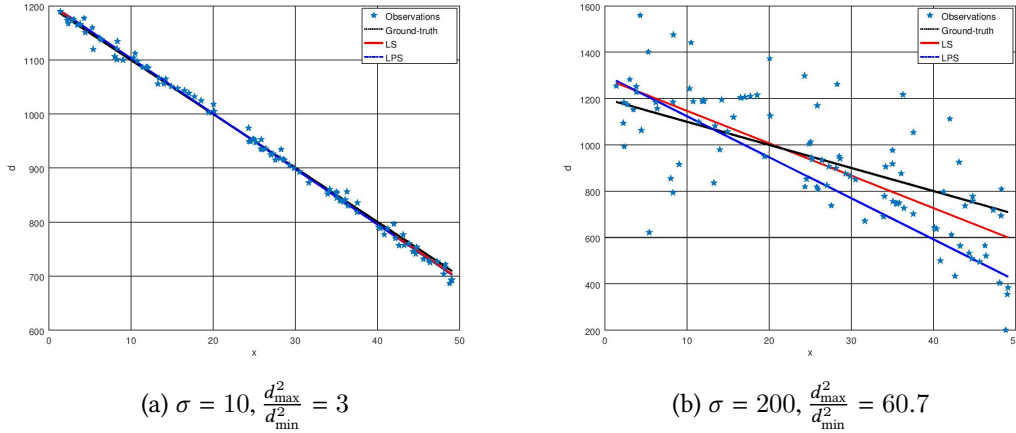 1200
1100
1000
900
800
700
600
d
0
10
20
30
40
50
x
Observations
Ground-truth
LS
LPS
1600
1400
1200
1000
800
600
400
200
d
0
10
20
30
40
50
x
Observations
Ground-truth
LS
LPS
(a) σ = 10, d²max / d²min = 3
(b) σ = 200, d²max / d²min = 60.7